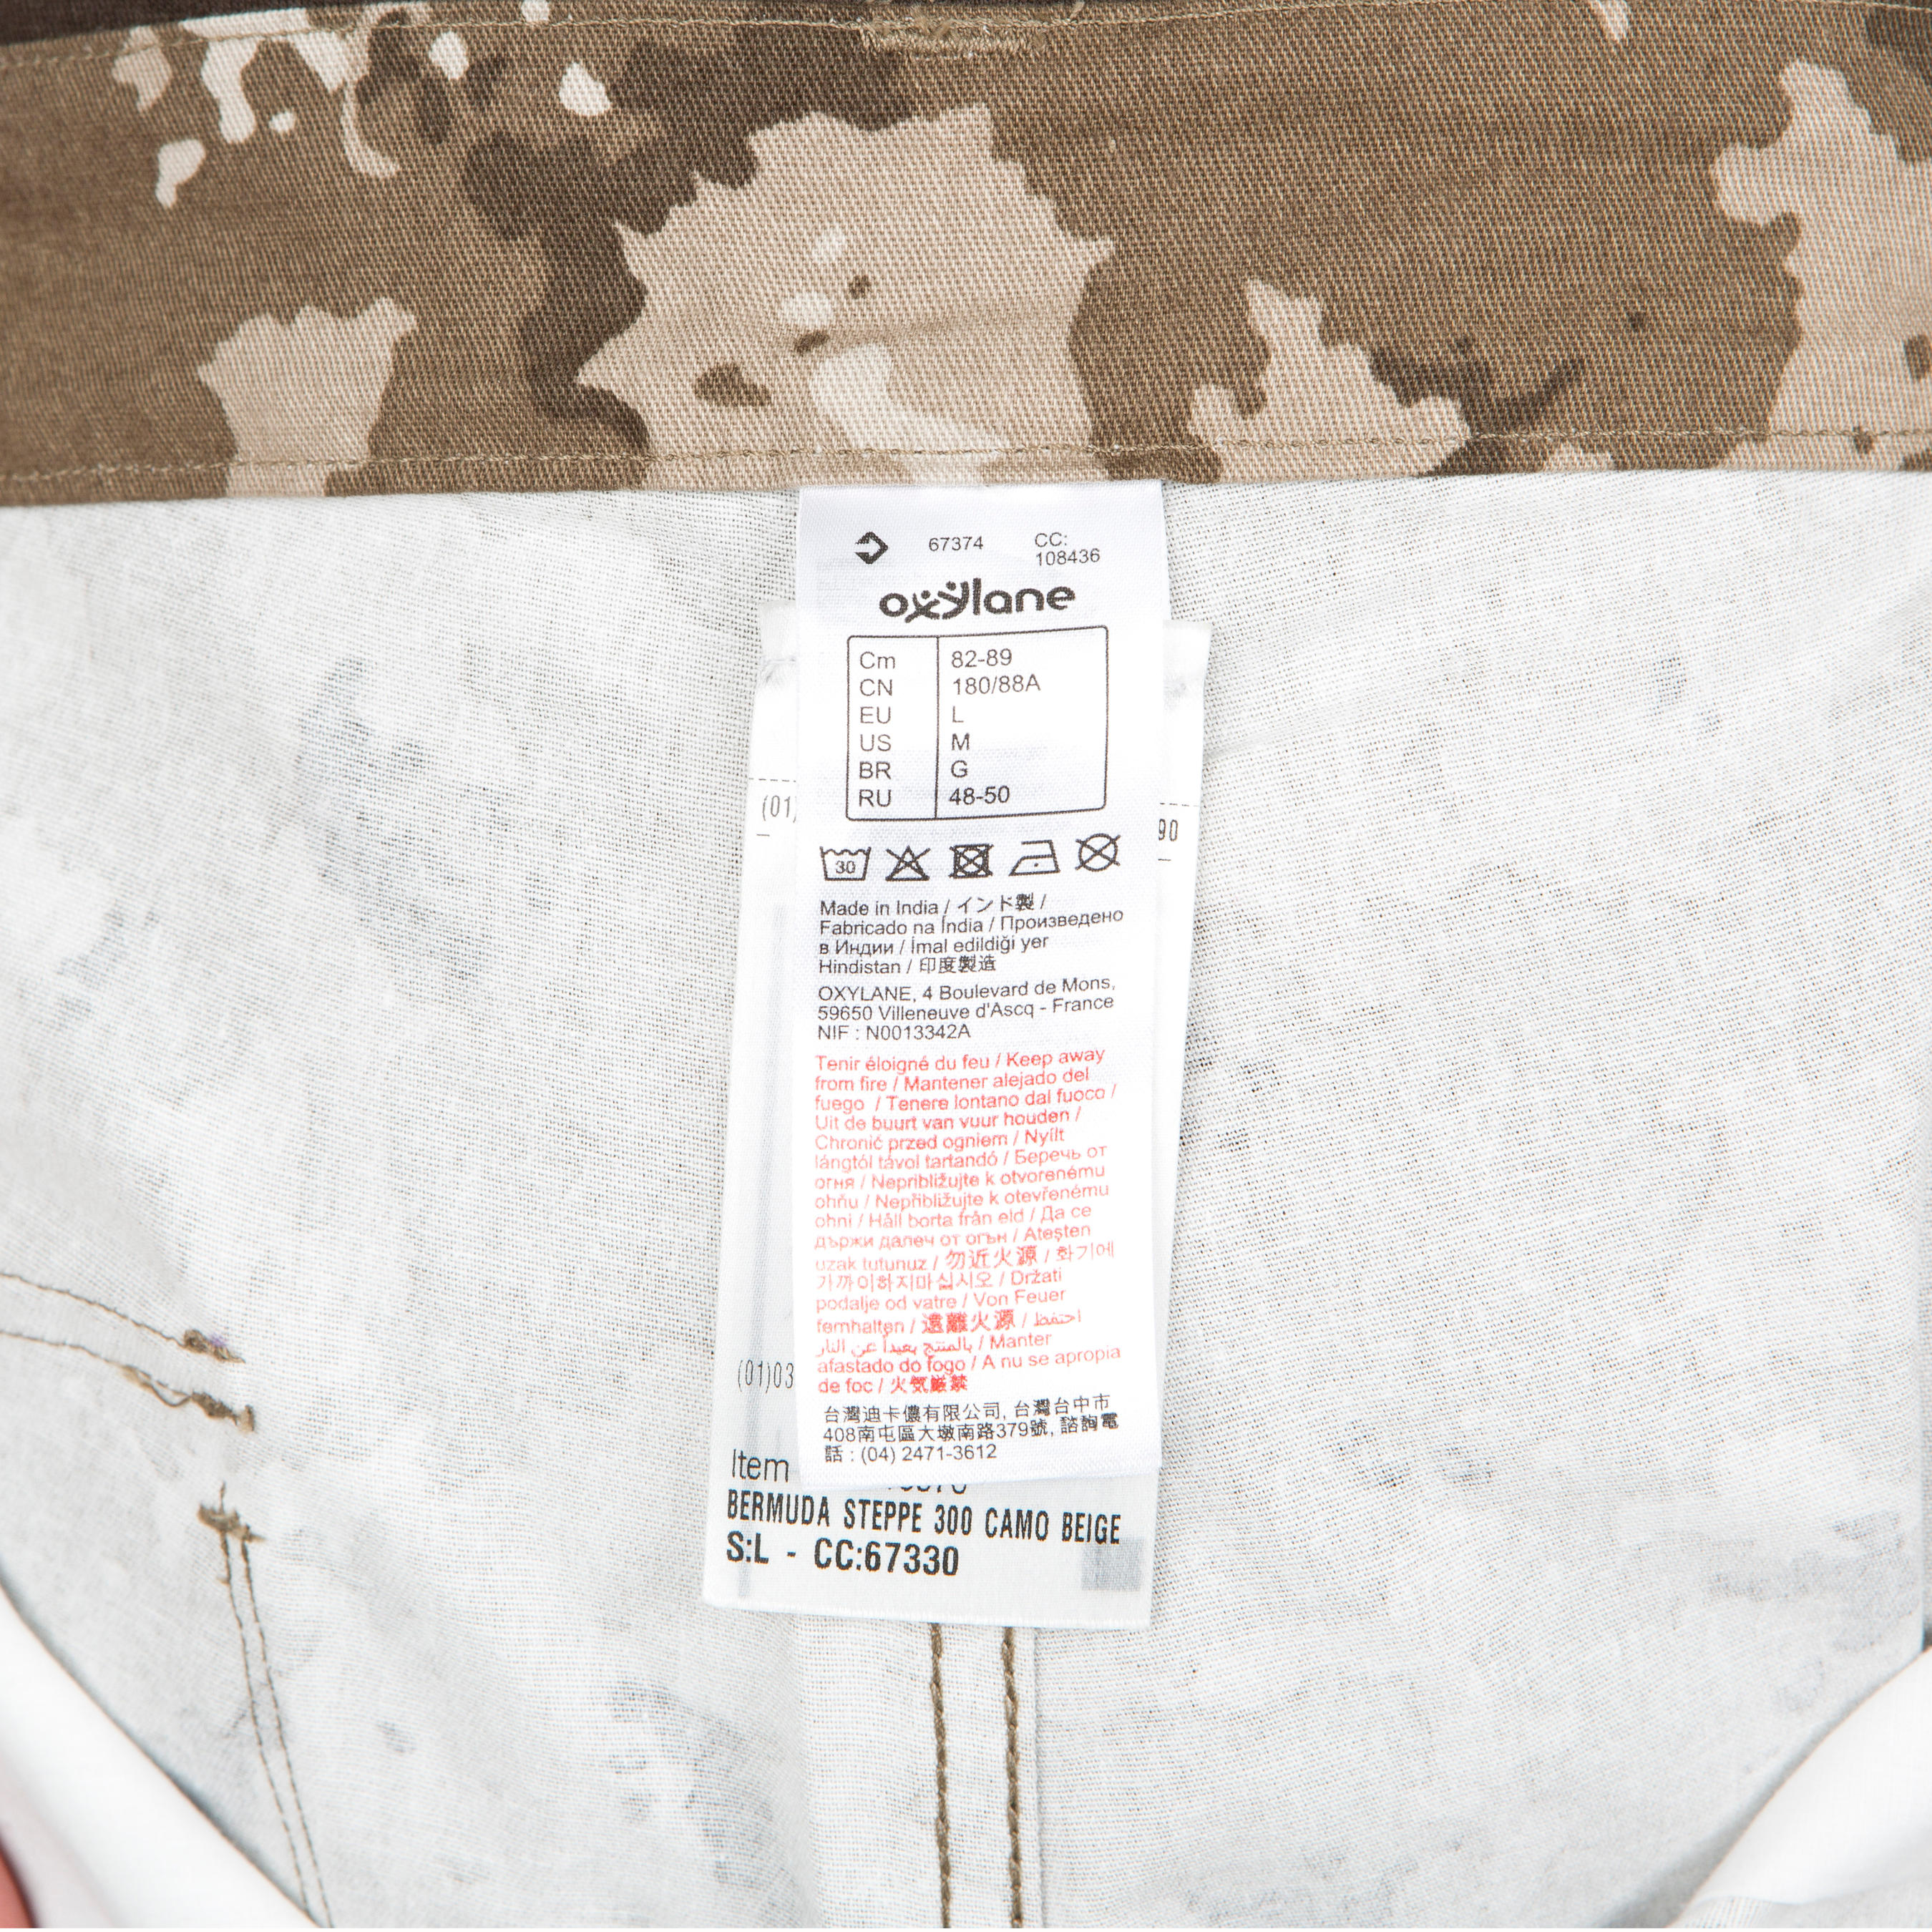 67374 CC:
108436
oxylane
Cm 82-89
CN 180/88A
EU L
US M
BR G
RU 48-50
(01)
90
30
Made in India / インド製 /
Fabricado na Índia / Произведено
в Индии / İmal edildiği yer
Hindistan / 印度製造
OXYLANE, 4 Boulevard de Mons,
59650 Villeneuve d'Ascq - France
NIF : N0013342A
Tenir éloigné du feu / Keep away
from fire / Mantener alejado del
fuego / Tenere lontano dal fuoco /
Uit de buurt van vuur houden /
Chronić przed ogniem / Nyílt
lángtól távol tartandó / Беречь от
огня / Nepribližujte k otvorenému
ohňu / Nepřibližujte k otevřenému
ohni / Håll borta från eld / Да се
държи далеч от огън / Ateşten
uzak tutunuz / 勿近火源 / 화기에
가까이하지마십시오 / Držati
podalje od vatre / Von Feuer
fernhalten / 遠離火源 / احتفظ
بالمنتج بعيداً عن النار / Manter
afastado do fogo / A nu se apropia
de foc / 火気厳禁
(01)03
台灣迪卡儂有限公司, 台灣台中市
408南屯區大墩南路379號, 諮詢電
話 : (04) 2471-3612
Item
BERMUDA STEPPE 300 CAMO BEIGE
S:L - CC:67330